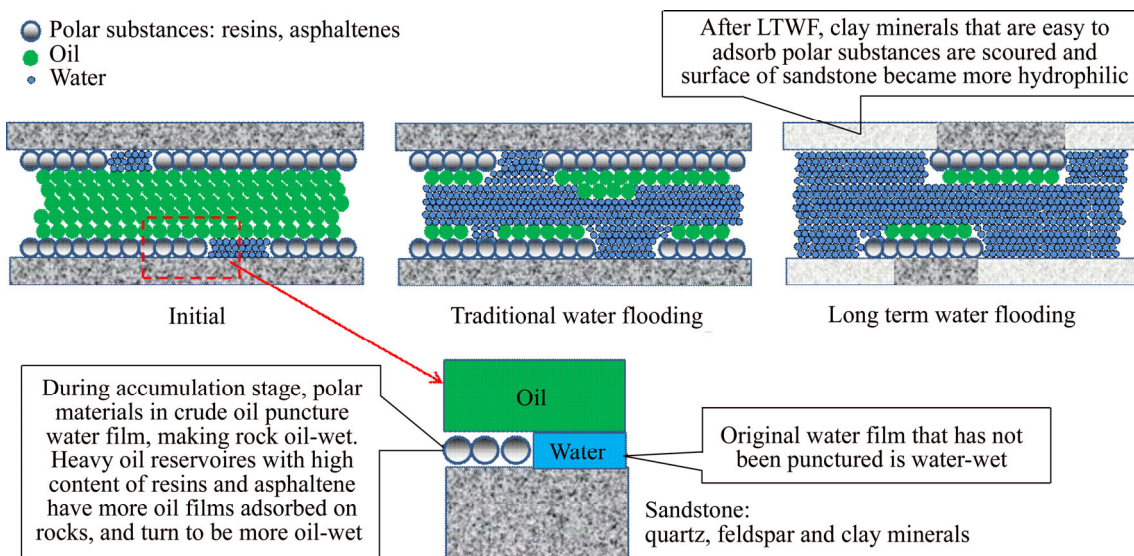 Polar substances: resins, asphaltenes
Oil
Water
After LTWF, clay minerals that are easy to
adsorb polar substances are scoured and
surface of sandstone became more hydrophilic
Initial
Traditional water flooding
Long term water flooding
During accumulation stage, polar
materials in crude oil puncture
water film, making rock oil-wet.
Heavy oil reservoires with high
content of resins and asphaltene
have more oil films adsorbed on
rocks, and turn to be more oil-wet
Oil
Water
Original water film that has not
been punctured is water-wet
Sandstone:
quartz, feldspar and clay minerals